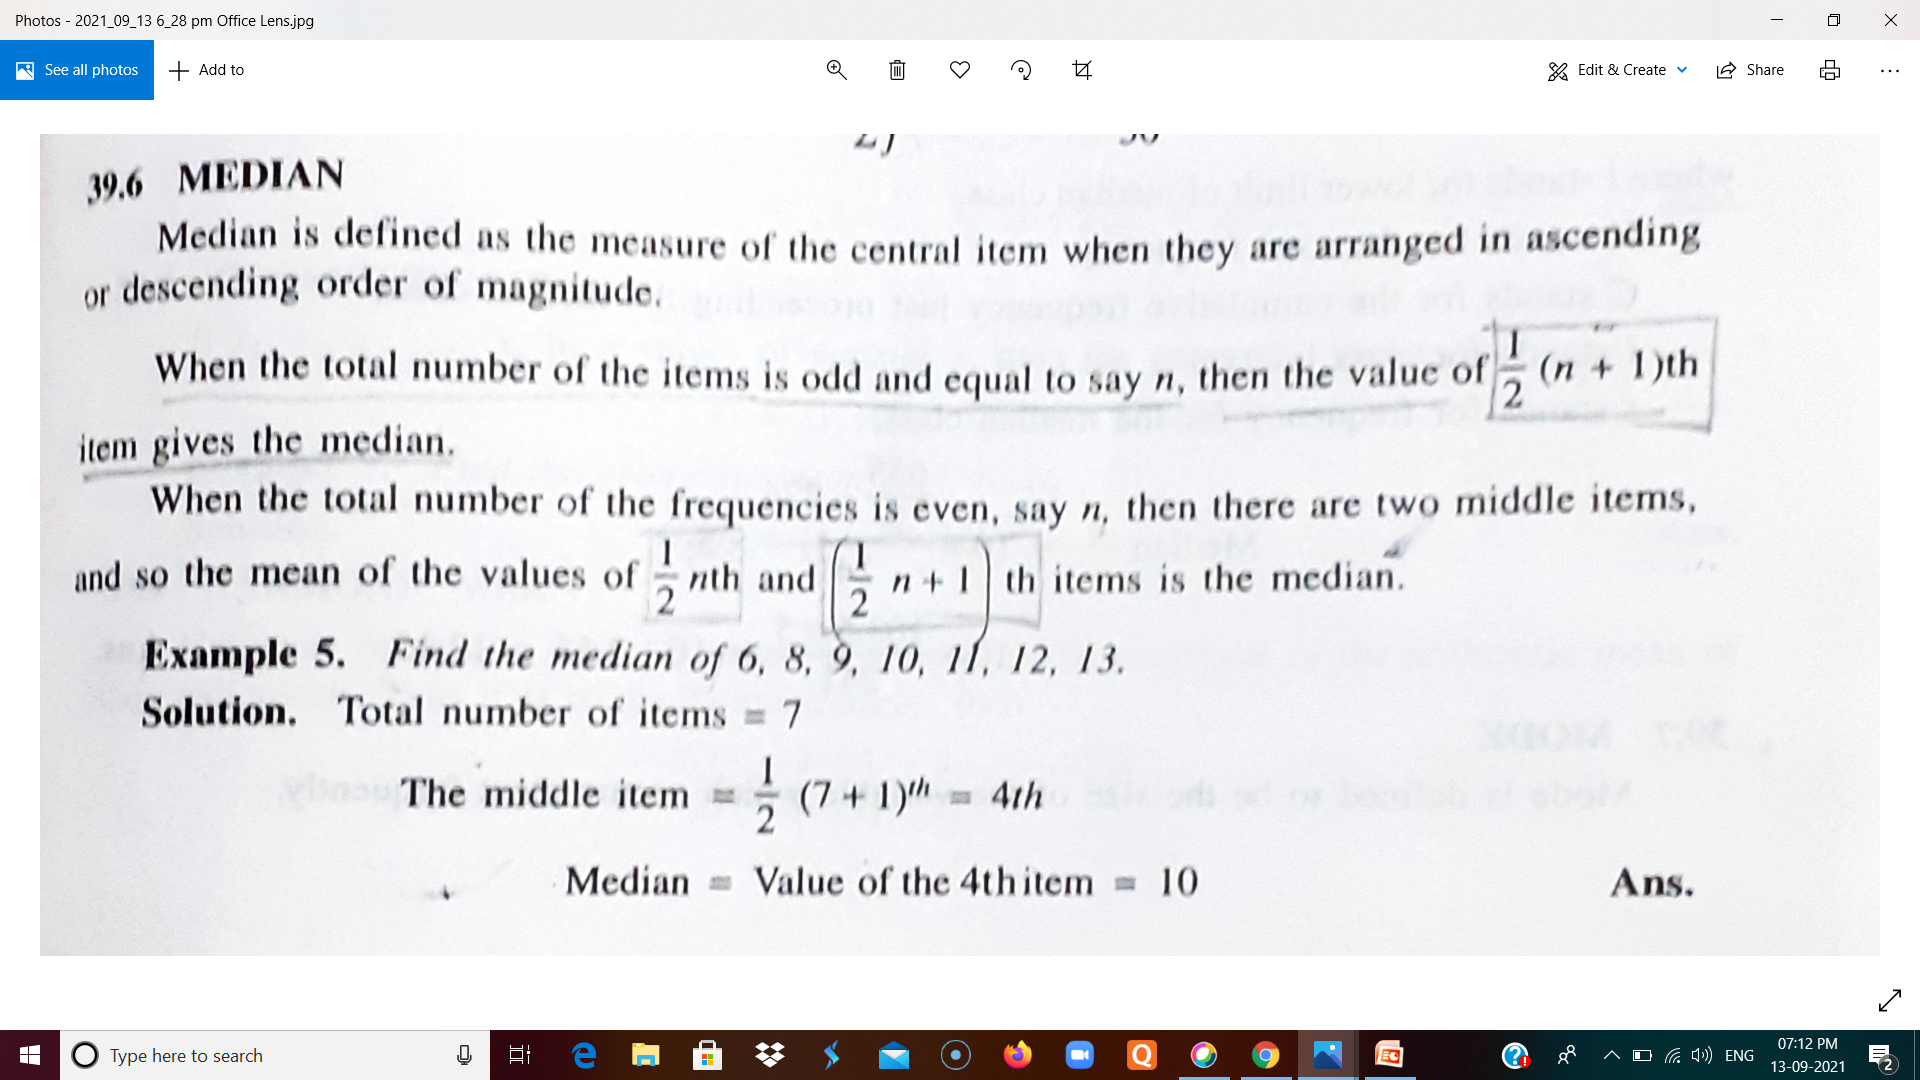 Photos - 2021_09_13 6_28 pm Office Lens.jpg
See all photos
Add to
Edit & Create
Share
39.6 MEDIAN
Median is defined as the measure of the central item when they are arranged in ascending
or descending order of magnitude.
When the total number of the items is odd and equal to say n, then the value of 1/2 (n + 1)th
item gives the median.
When the total number of the frequencies is even, say n, then there are two middle items,
and so the mean of the values of 1/2 nth and (1/2 n + 1) th items is the median.
Example 5. Find the median of 6, 8, 9, 10, 11, 12, 13.
Solution. Total number of items = 7
The middle item = 1/2 (7 + 1)th = 4th
Median = Value of the 4th item = 10 Ans.
Type here to search
ENG
07:12 PM
13-09-2021
2